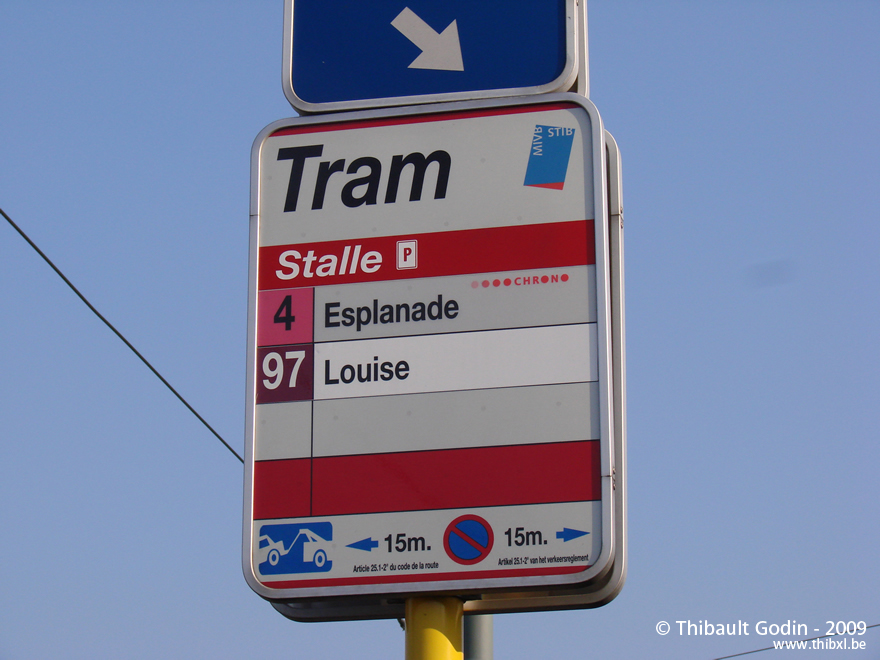 Tram
MIVB STIB
Stalle P
CHRONO
4 Esplanade
97 Louise
15m. 15m.
Article 25.1-2° du code de la route
Artikel 25.1-2° van het verkeersreglement
© Thibault Godin - 2009
www.thibxl.be